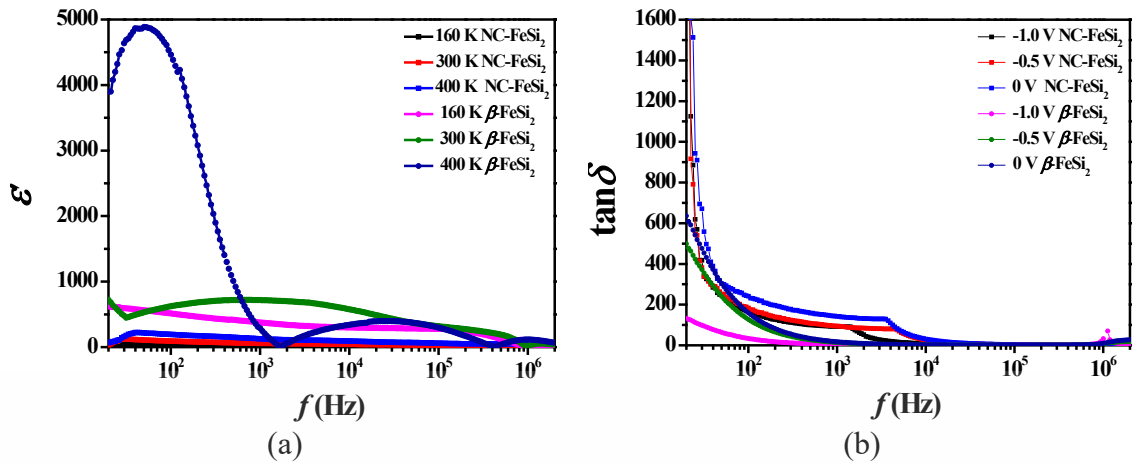 5000
4000
3000
2000
1000
0
ε'
160 K NC-FeSi₂
300 K NC-FeSi₂
400 K NC-FeSi₂
160 K β-FeSi₂
300 K β-FeSi₂
400 K β-FeSi₂
10² 10³ 10⁴ 10⁵ 10⁶
f (Hz)
(a)
1600
1400
1200
1000
800
600
400
200
0
tanδ
-1.0 V NC-FeSi₂
-0.5 V NC-FeSi₂
0 V NC-FeSi₂
-1.0 V β-FeSi₂
-0.5 V β-FeSi₂
0 V β-FeSi₂
10² 10³ 10⁴ 10⁵ 10⁶
f (Hz)
(b)